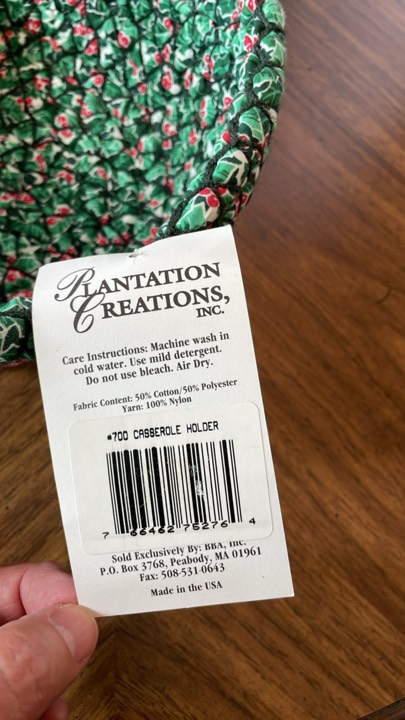 PLANTATION
CREATIONS,
INC.
Care Instructions: Machine wash in
cold water. Use mild detergent.
Do not use bleach. Air Dry.
Fabric Content: 50% Cotton/50% Polyester
Yarn: 100% Nylon
#700 CASSEROLE HOLDER
7 66462 75276 4
Sold Exclusively By: BBA, Inc.
P.O. Box 3768, Peabody, MA 01961
Fax: 508-531-0643
Made in the USA